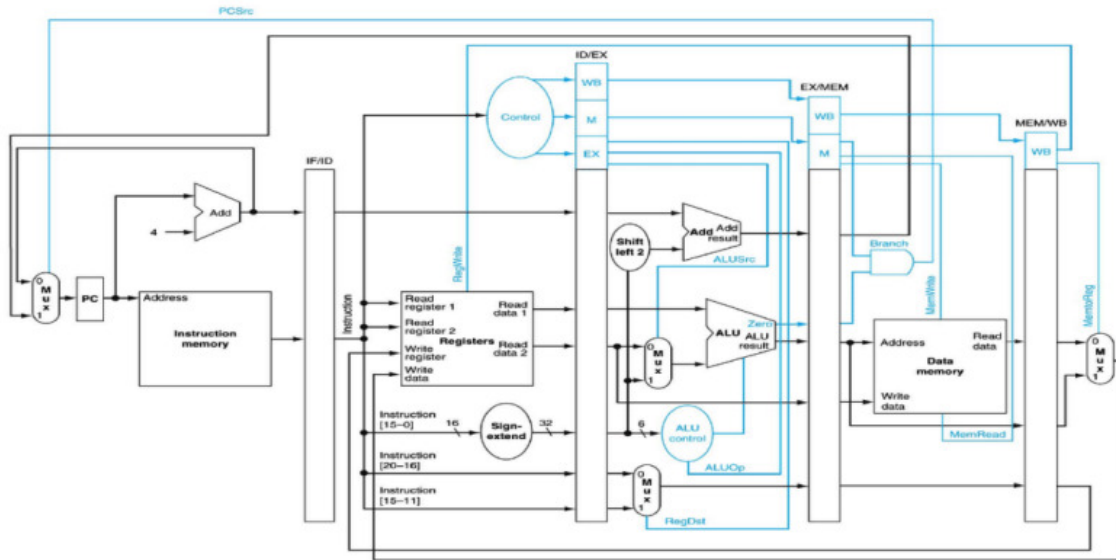 PCSrc
ID/EX
WB
EX/MEM
Control
M
WB
MEM/WB
EX
M
WB
IF/ID
Add
4
Add Add
result
Shift
left 2
ALUSrc
Branch
RegWrite
MemWrite
MemtoReg
0
M
u
x
1
PC
Address
Instruction
memory
Instruction
Read
register 1
Read
data 1
Read
register 2
Registers
Write
register
Read
data 2
Write
data
Zero
ALU ALU
result
0
M
u
x
1
Address
Read
data
Data
memory
Write
data
MemRead
0
M
u
x
1
Instruction
[15–0]
16
Sign-
extend
32
6
ALU
control
Instruction
[20–16]
ALUOp
Instruction
[15–11]
0
M
u
x
1
RegDst